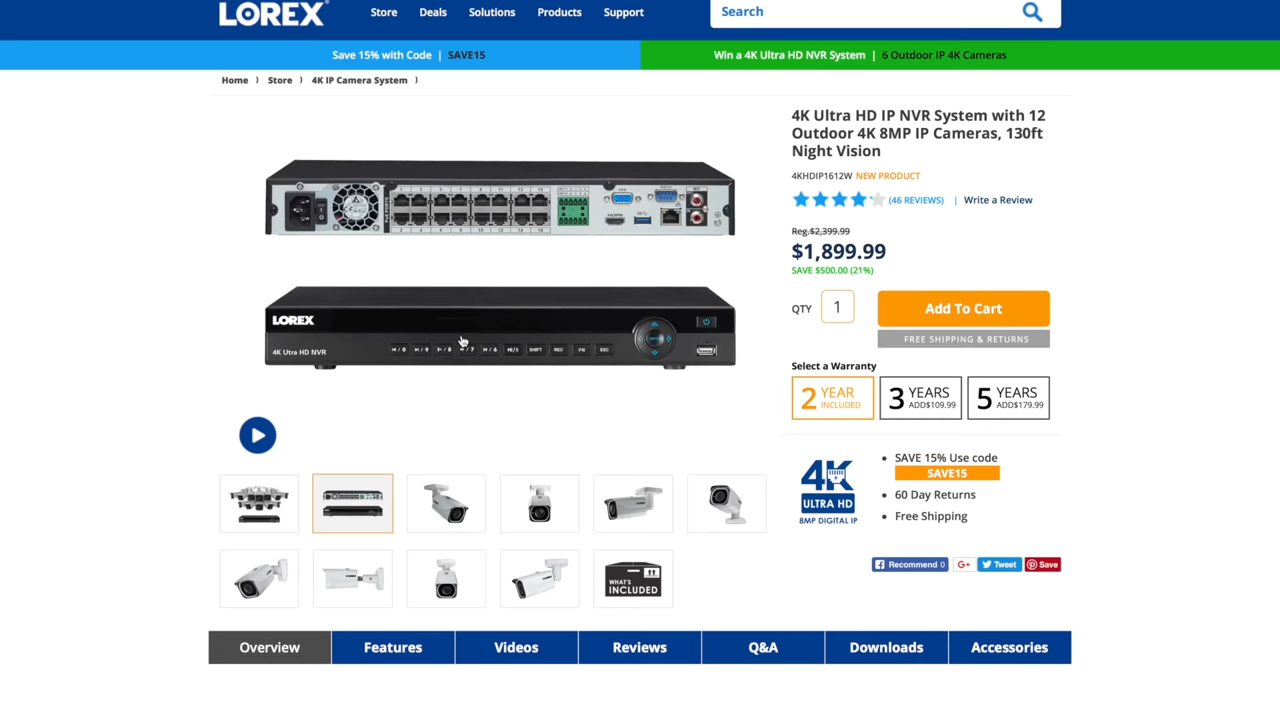 LOREX
Store
Deals
Solutions
Products
Support
Search
Save 15% with Code | SAVE15
Win a 4K Ultra HD NVR System | 6 Outdoor IP 4K Cameras
Home ) Store ) 4K IP Camera System )
4K Ultra HD IP NVR System with 12
Outdoor 4K 8MP IP Cameras, 130ft
Night Vision
4KHDIP1612W NEW PRODUCT
(46 REVIEWS) | Write a Review
Reg.$2,399.99
$1,899.99
SAVE $500.00 (21%)
QTY 1 Add To Cart
FREE SHIPPING & RETURNS
Select a Warranty
2 YEAR INCLUDED
3 YEARS ADD$109.99
5 YEARS ADD$179.99
4K
ULTRA HD
8MP DIGITAL IP
SAVE 15% Use code
SAVE15
60 Day Returns
Free Shipping
Recommend 0
G+
Tweet
Save
HDMI
LOREX
4K Utra HD NVR
SHIFT
REC
FN
ESC
WHAT'S
INCLUDED
Overview
Features
Videos
Reviews
Q&A
Downloads
Accessories